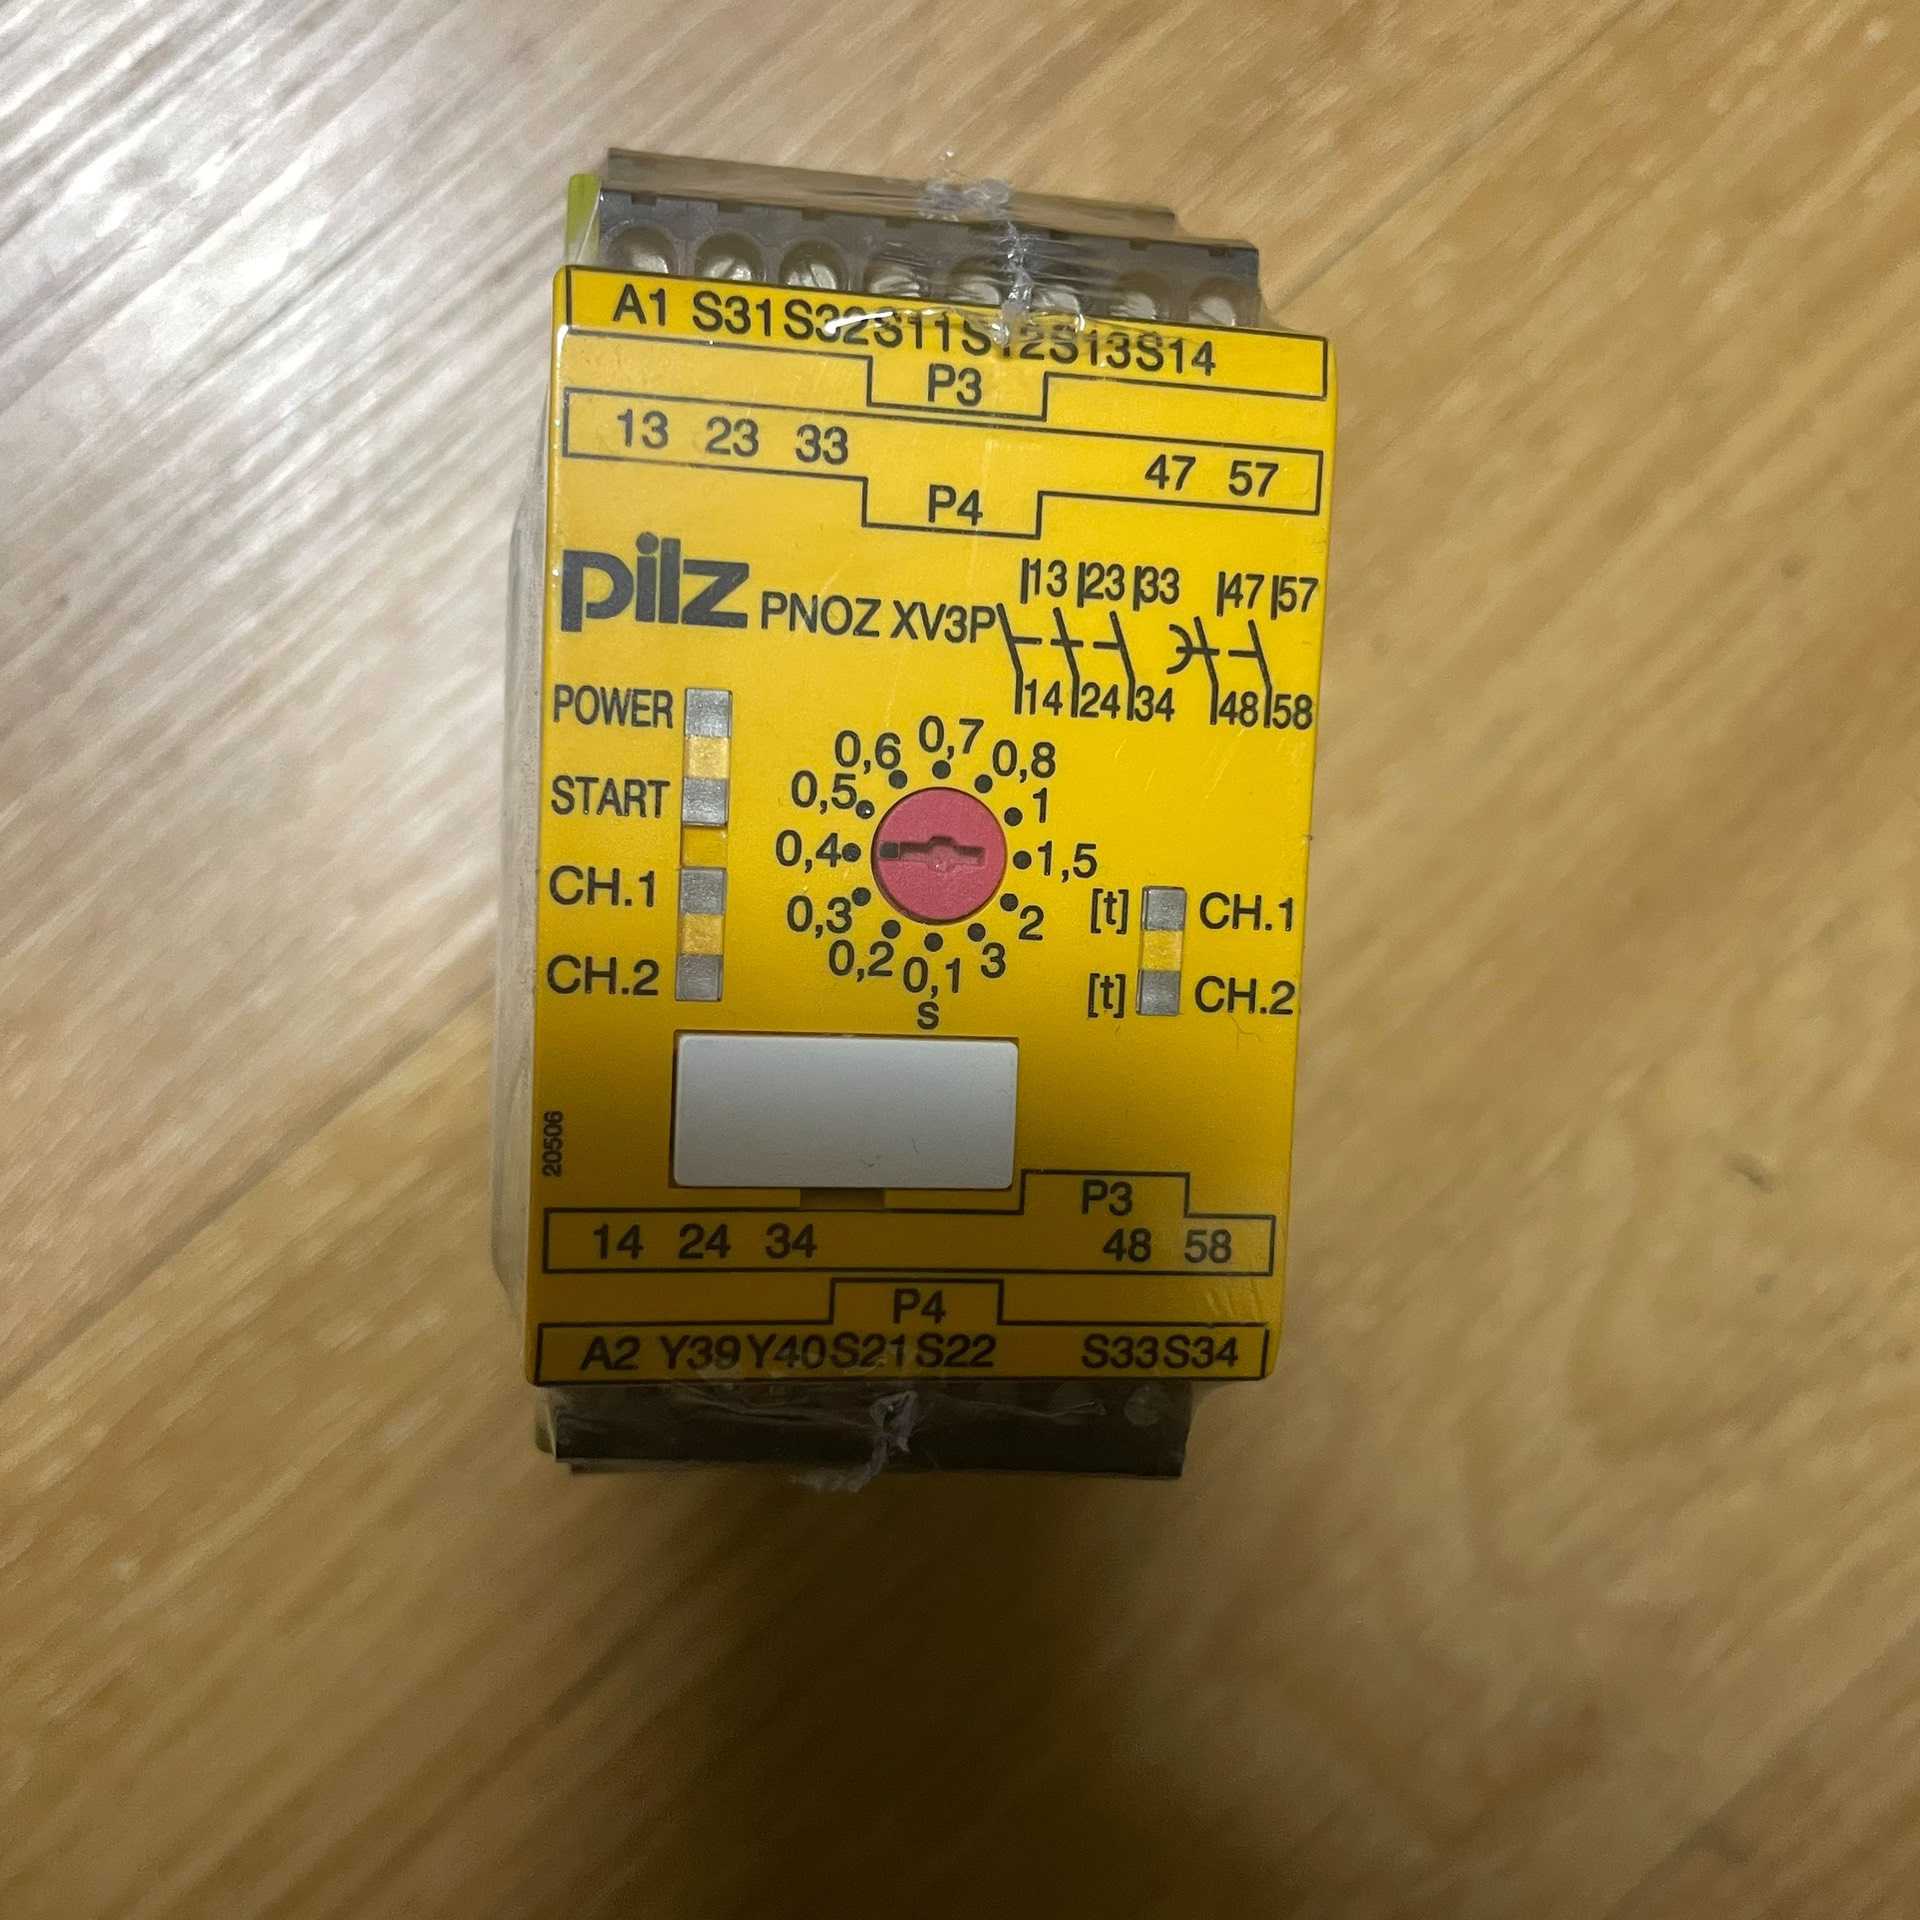 A1 S31 S32 S11 S12 S13 S14
P3
13 23 33 47 57
P4
pilz PNOZ XV3P
13 23 33 47 57
14 24 34 48 58
POWER
START
CH.1
CH.2
0,7
0,6 0,8
0,5 1
0,4 1,5
0,3 2
0,2 3
0,1
s
[t] CH.1
[t] CH.2
20506
P3
14 24 34 48 58
P4
A2 Y39 Y40 S21 S22 S33 S34